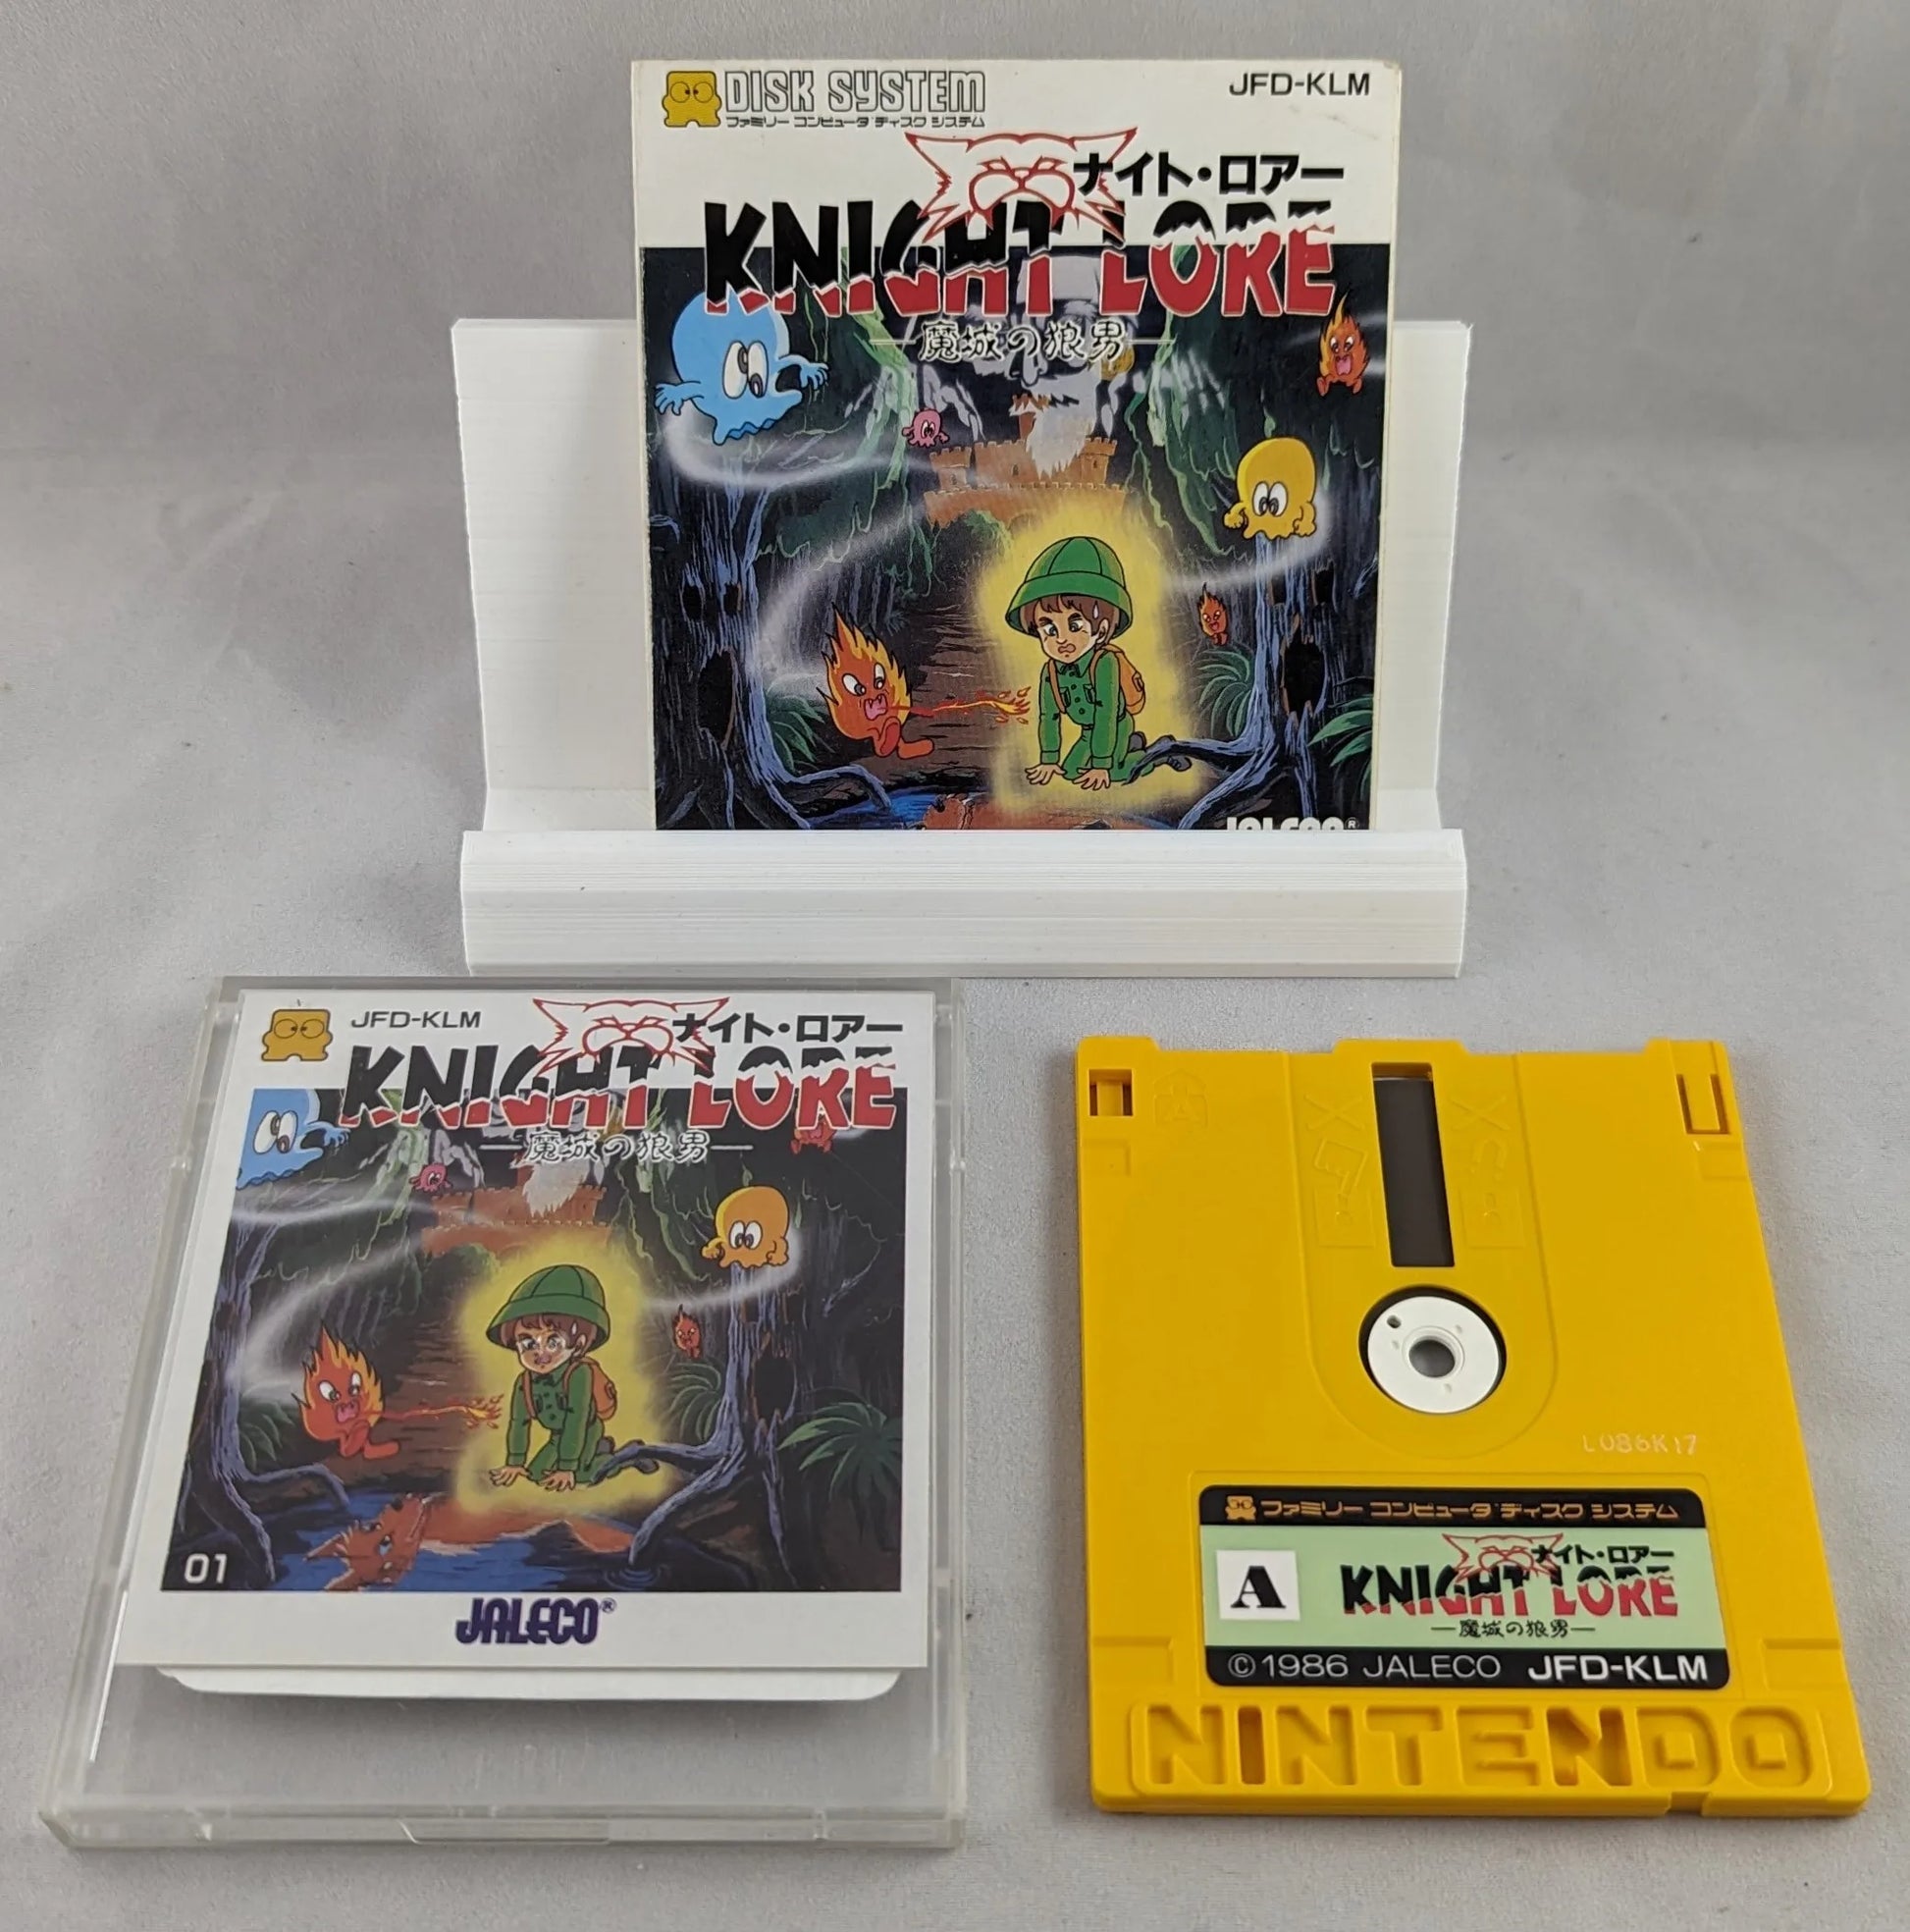 DISK SYSTEM
JFD-KLM
ファミリー コンピュータ ディスク システム
ナイト・ロアー
KNIGHT LORE
魔城の狼男
JALECO®
JFD-KLM
ナイト・ロアー
KNIGHT LORE
魔城の狼男
01
JALECO®
L086K17
ファミリー コンピュータ ディスク システム
A
ナイト・ロアー
KNIGHT LORE
魔城の狼男
©1986 JALECO JFD-KLM
NINTENDO